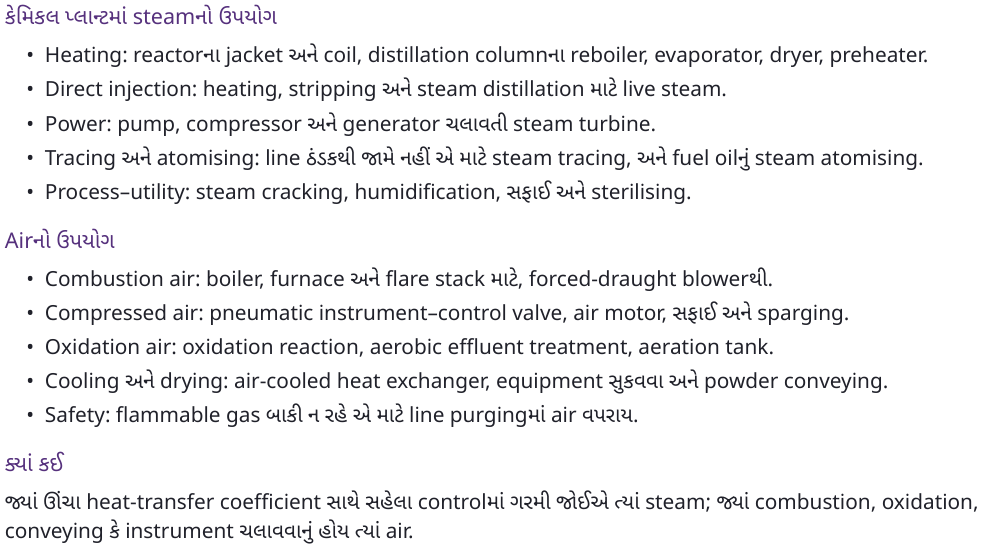 કેમિકલ પ્લાન્ટમાં steamનો ઉપયોગ
• Heating: reactorના jacket અને coil, distillation columnના reboiler, evaporator, dryer, preheater.
• Direct injection: heating, stripping અને steam distillation માટે live steam.
• Power: pump, compressor અને generator ચલાવતી steam turbine.
• Tracing અને atomising: line ઠંડકથી જામે નહીં એ માટે steam tracing, અને fuel oilનું steam atomising.
• Process–utility: steam cracking, humidification, સફાઈ અને sterilising.
Airનો ઉપયોગ
• Combustion air: boiler, furnace અને flare stack માટે, forced-draught blowerથી.
• Compressed air: pneumatic instrument–control valve, air motor, સફાઈ અને sparging.
• Oxidation air: oxidation reaction, aerobic effluent treatment, aeration tank.
• Cooling અને drying: air-cooled heat exchanger, equipment સુકવવા અને powder conveying.
• Safety: flammable gas બાકી ન રહે એ માટે line purgingમાં air વપરાય.
ક્યાં કઈ
જ્યાં ઊંચા heat-transfer coefficient સાથે સહેલા controlમાં ગરમી જોઈએ ત્યાં steam; જ્યાં combustion, oxidation,
conveying કે instrument ચલાવવાનું હોય ત્યાં air.